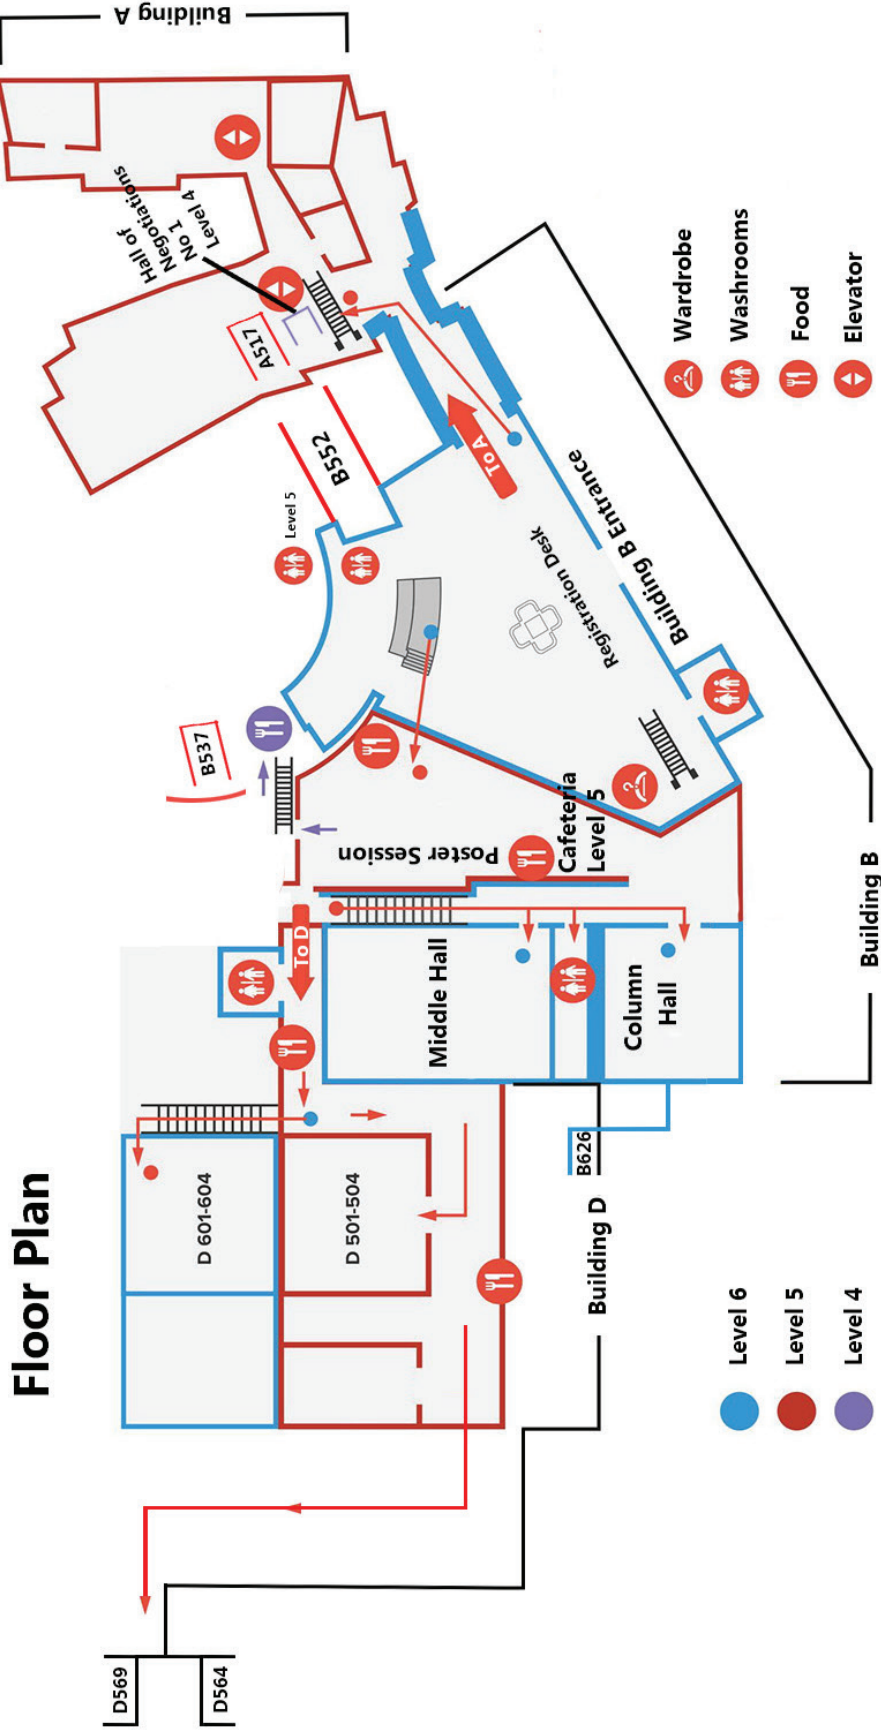 Floor Plan
D569
D564
D 601-604
D 501-504
Building D
B626
To D
Middle Hall
Column
Hall
Poster Session
Cafeteria
Level 5
B537
Level 5
B552
A517
Registration Desk
Building B Entrance
To A
Hall of
Negotiations
No 1
Level 4
Building A
Building B
Level 6
Level 5
Level 4
Wardrobe
Washrooms
Food
Elevator